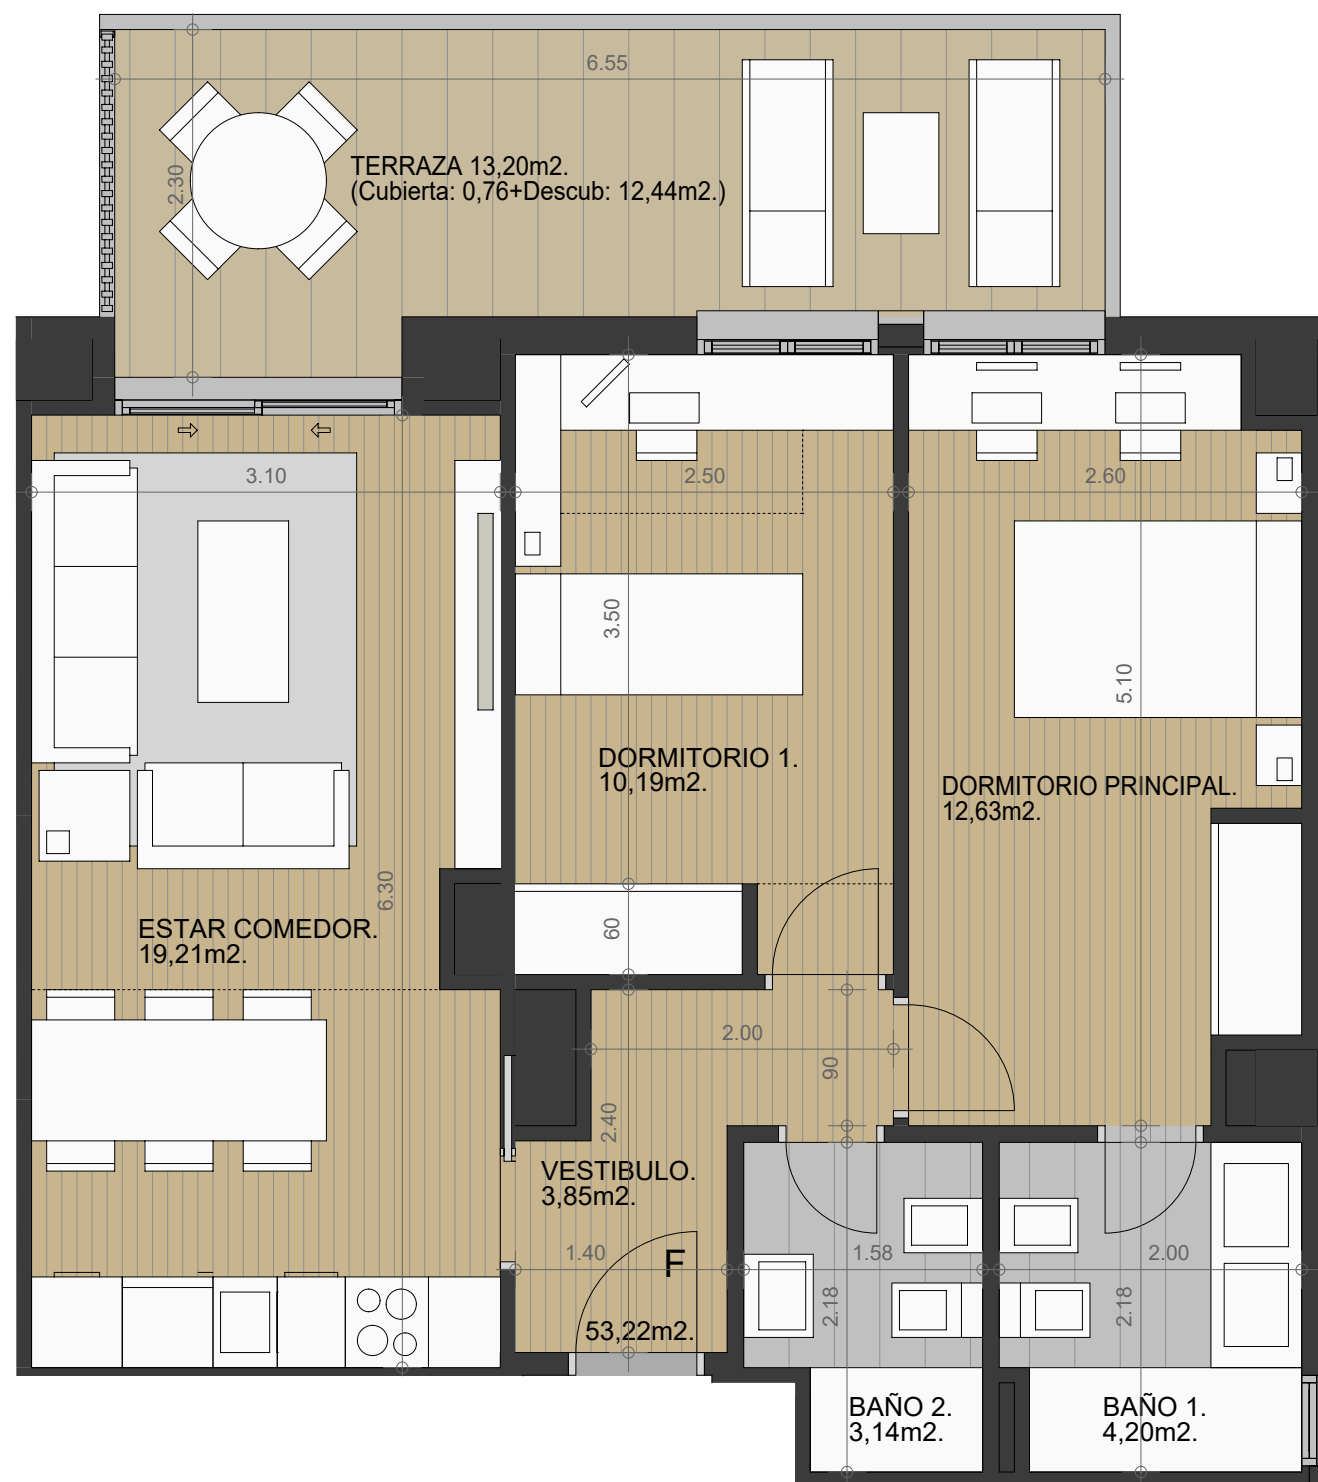 6.55
2.30
TERRAZA 13,20m2.
(Cubierta: 0,76+Descub: 12,44m2.)
3.10
2.50
2.60
3.50
5.10
DORMITORIO 1.
10,19m2.
DORMITORIO PRINCIPAL.
12,63m2.
6.30
ESTAR COMEDOR.
19,21m2.
60
2.00
90
2.40
VESTIBULO.
3,85m2.
1.40
F
1.58
2.00
2.18
2.18
53,22m2.
BAÑO 2.
3,14m2.
BAÑO 1.
4,20m2.